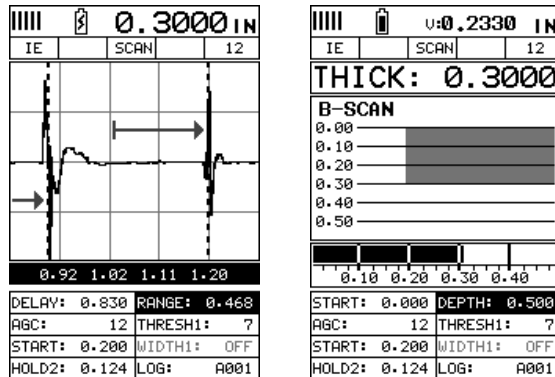 0.3000 IN
IE SCAN 12
0.92 1.02 1.11 1.20
DELAY: 0.830 RANGE: 0.468
AGC: 12 THRESH1: 7
START: 0.200 WIDTH1: OFF
HOLD2: 0.124 LOG: A001
U:0.2330 IN
IE SCAN 12
THICK: 0.3000
B-SCAN
0.00
0.10
0.20
0.30
0.40
0.50
0.10 0.20 0.30 0.40
START: 0.000 DEPTH: 0.500
AGC: 12 THRESH1: 7
START: 0.200 WIDTH1: OFF
HOLD2: 0.124 LOG: A001